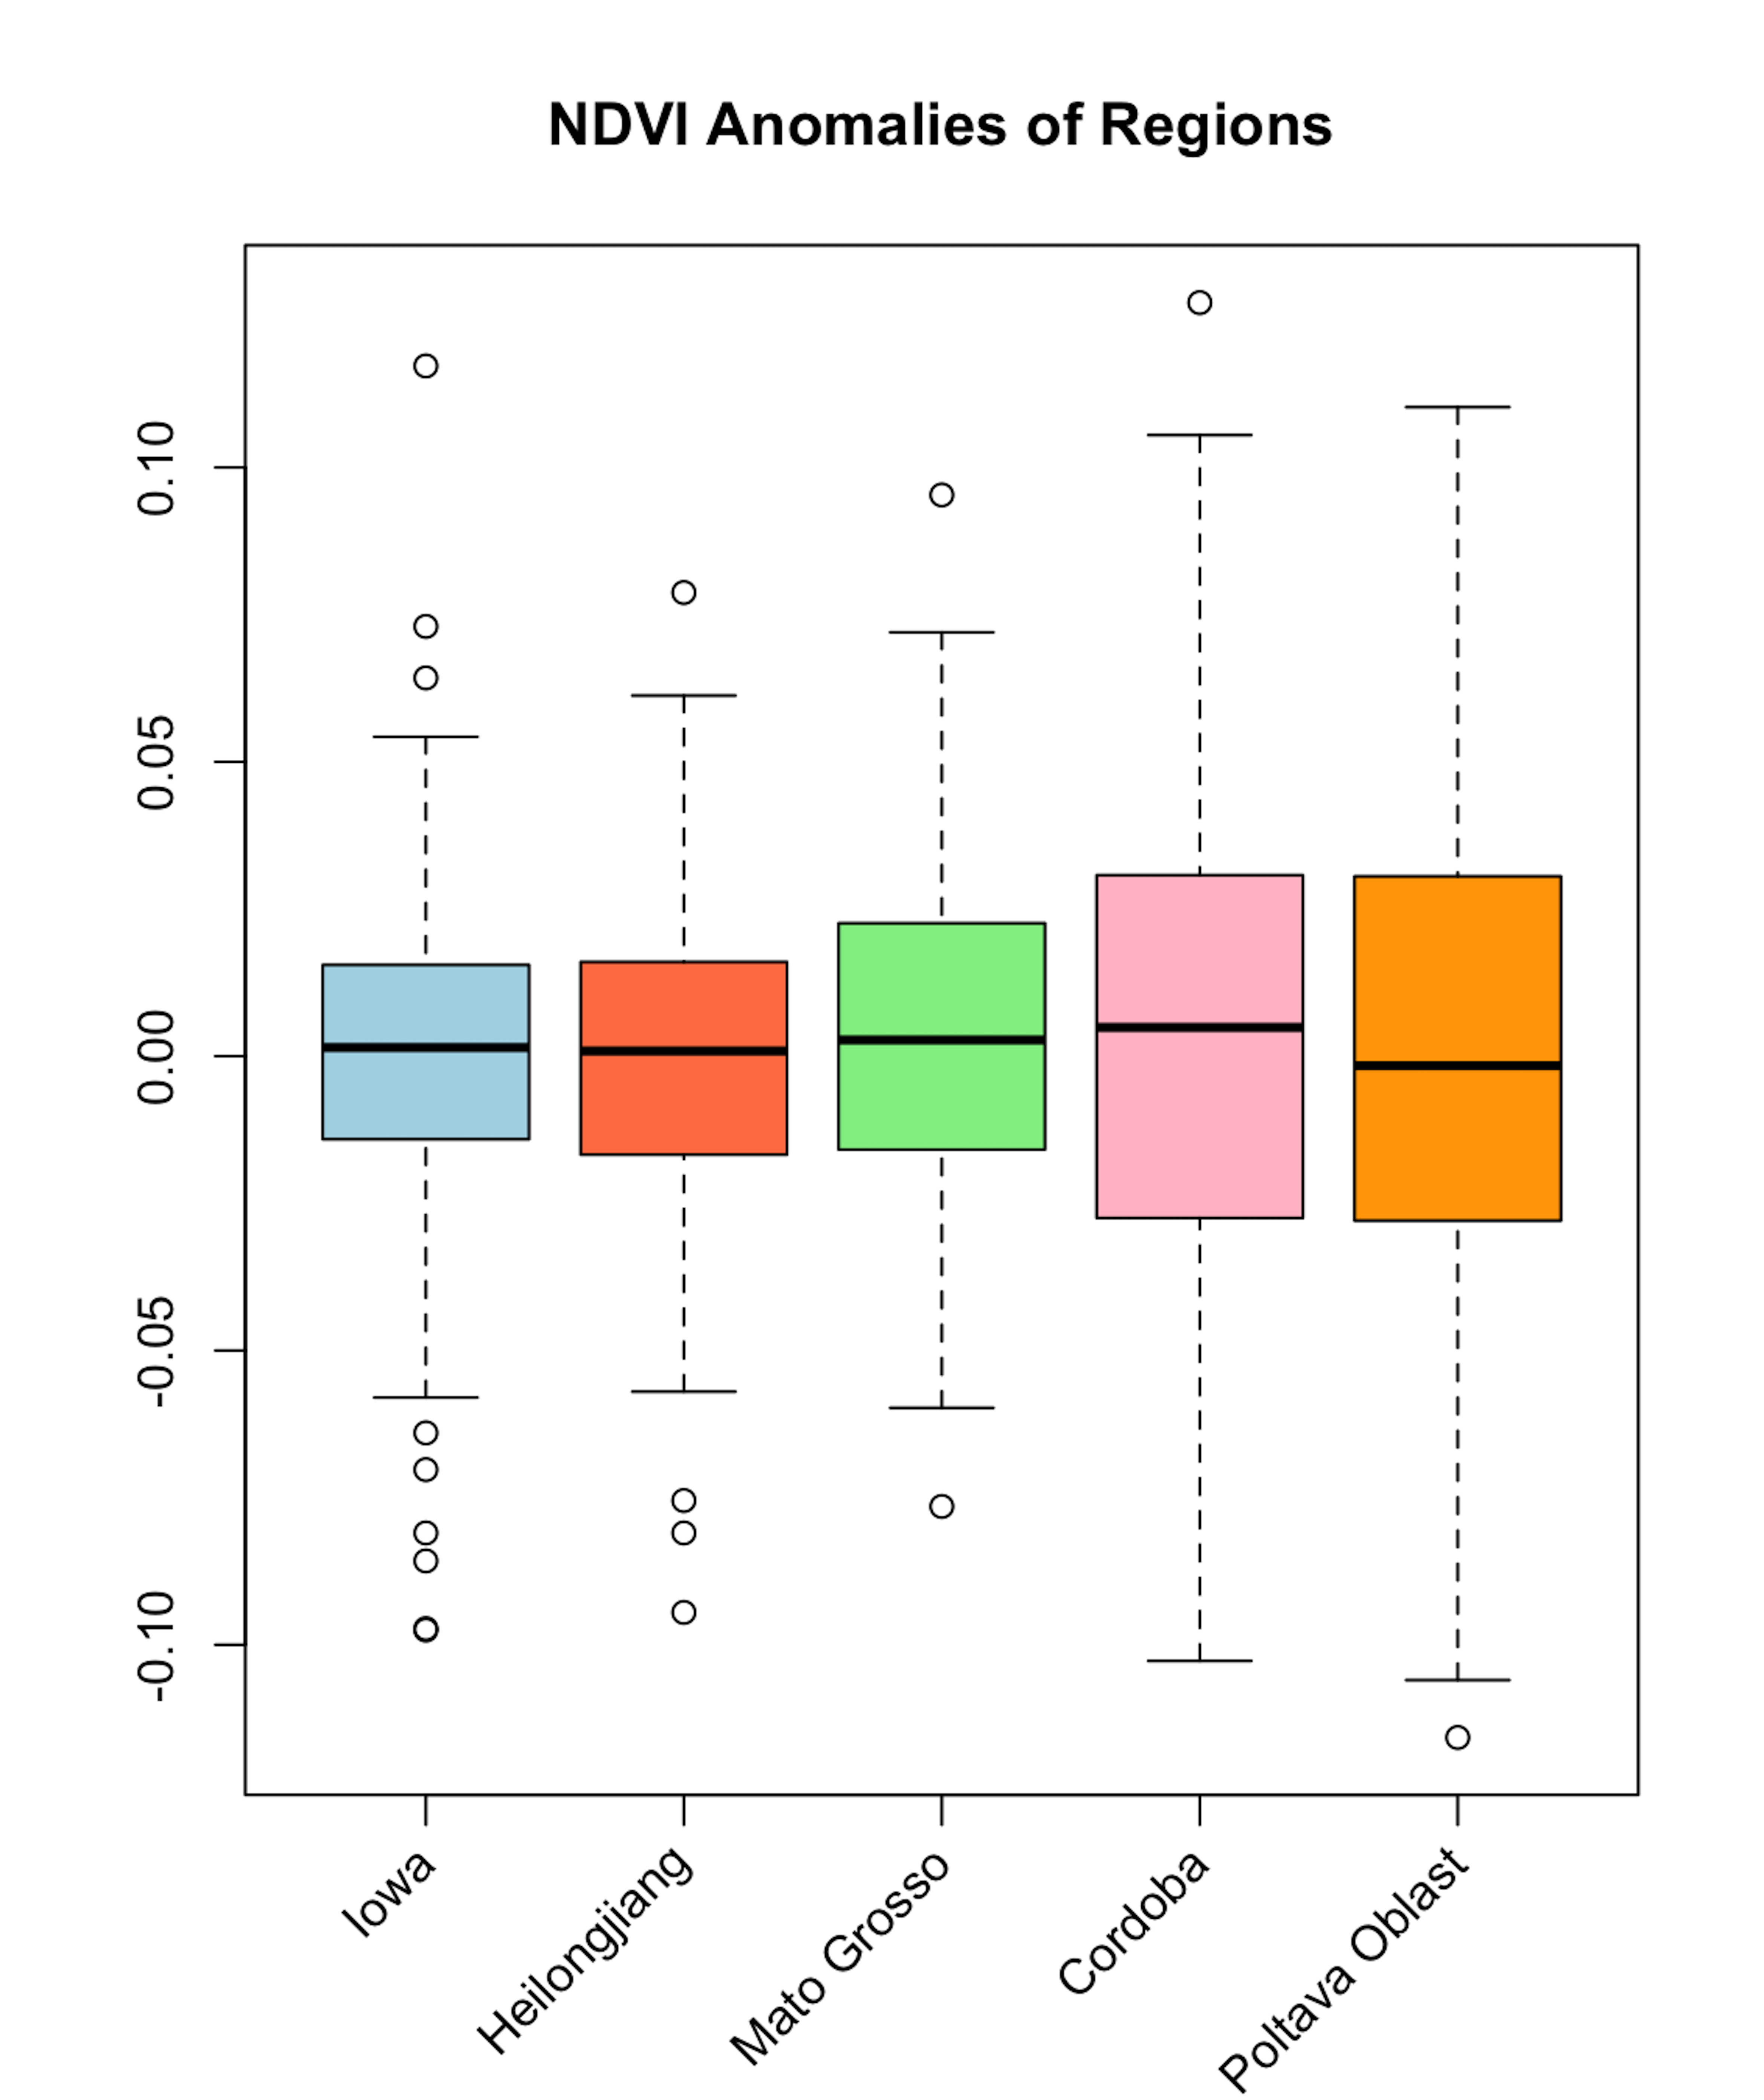 NDVI Anomalies of Regions
0.10
0.05
0.00
-0.05
-0.10
Iowa
Heilongjiang
Mato Grosso
Cordoba
Poltava Oblast